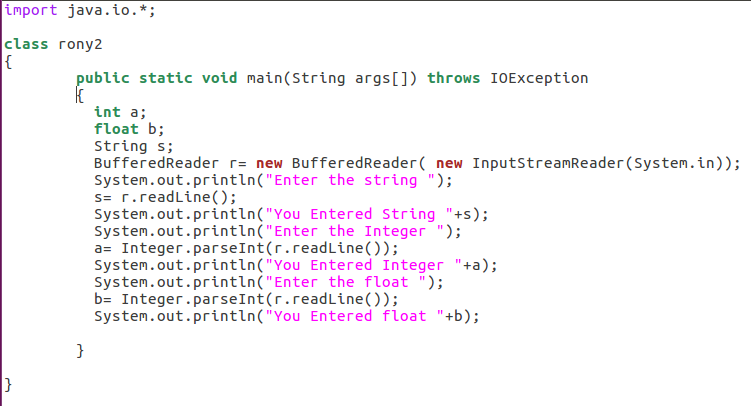 import java.io.*;
class rony2
{
public static void main(String args[]) throws IOException
{
int a;
float b;
String s;
BufferedReader r= new BufferedReader( new InputStreamReader(System.in));
System.out.println("Enter the string ");
s= r.readLine();
System.out.println("You Entered String "+s);
System.out.println("Enter the Integer ");
a= Integer.parseInt(r.readLine());
System.out.println("You Entered Integer "+a);
System.out.println("Enter the float ");
b= Integer.parseInt(r.readLine());
System.out.println("You Entered float "+b);
}
}